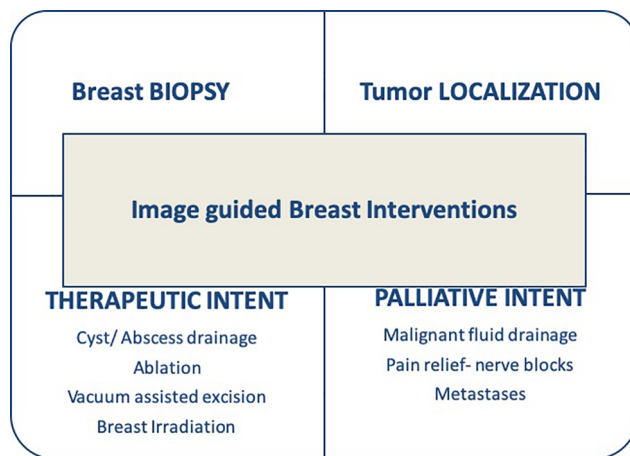 Breast BIOPSY
Tumor LOCALIZATION
Image guided Breast Interventions
THERAPEUTIC INTENT
Cyst/ Abscess drainage
Ablation
Vacuum assisted excision
Breast Irradiation
PALLIATIVE INTENT
Malignant fluid drainage
Pain relief- nerve blocks
Metastases